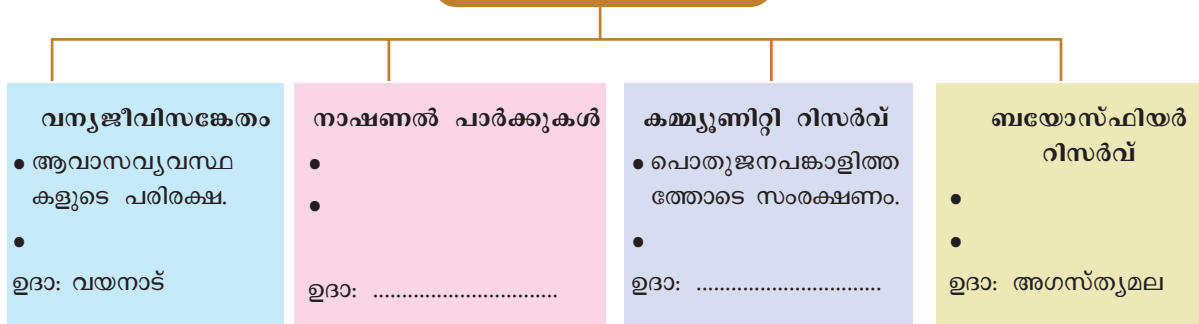 വന്യജീവിസങ്കേതം
● ആവാസവ്യവസ്ഥ
കളുടെ പരിരക്ഷ.
●
ഉദാ: വയനാട്
നാഷണൽ പാർക്കുകൾ
●
●
ഉദാ: ................................
കമ്മ്യൂണിറ്റി റിസർവ്
● പൊതുജനപങ്കാളിത്ത
ത്തോടെ സംരക്ഷണം.
●
ഉദാ: ................................
ബയോസ്ഫിയർ
റിസർവ്
●
●
ഉദാ: അഗസ്ത്യമല